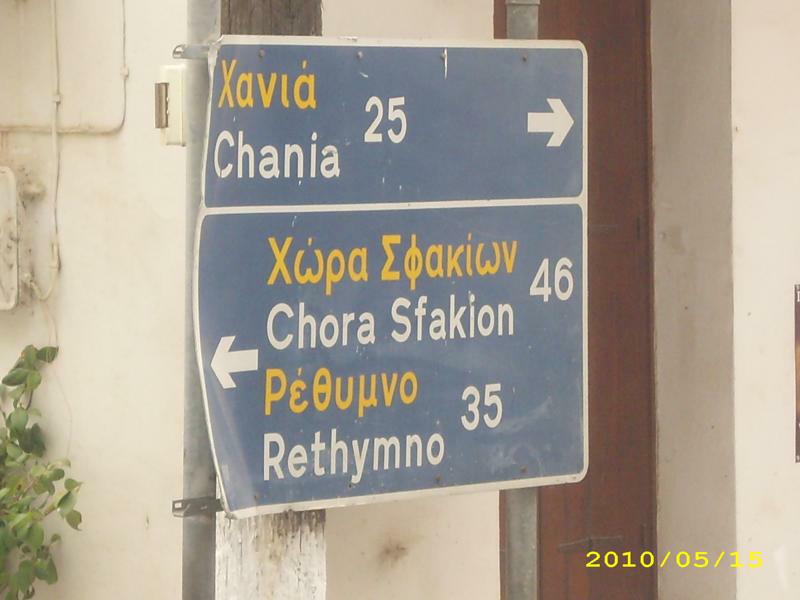 Χανιά
Chania 25
Χώρα Σφακίων 46
Chora Sfakion
Ρέθυμνο 35
Rethymno
2010/05/15